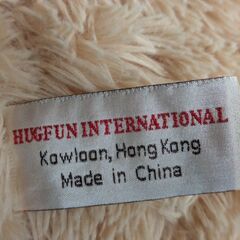 HUGFUN INTERNATIONAL
Kowloon, Hong Kong
Made in China